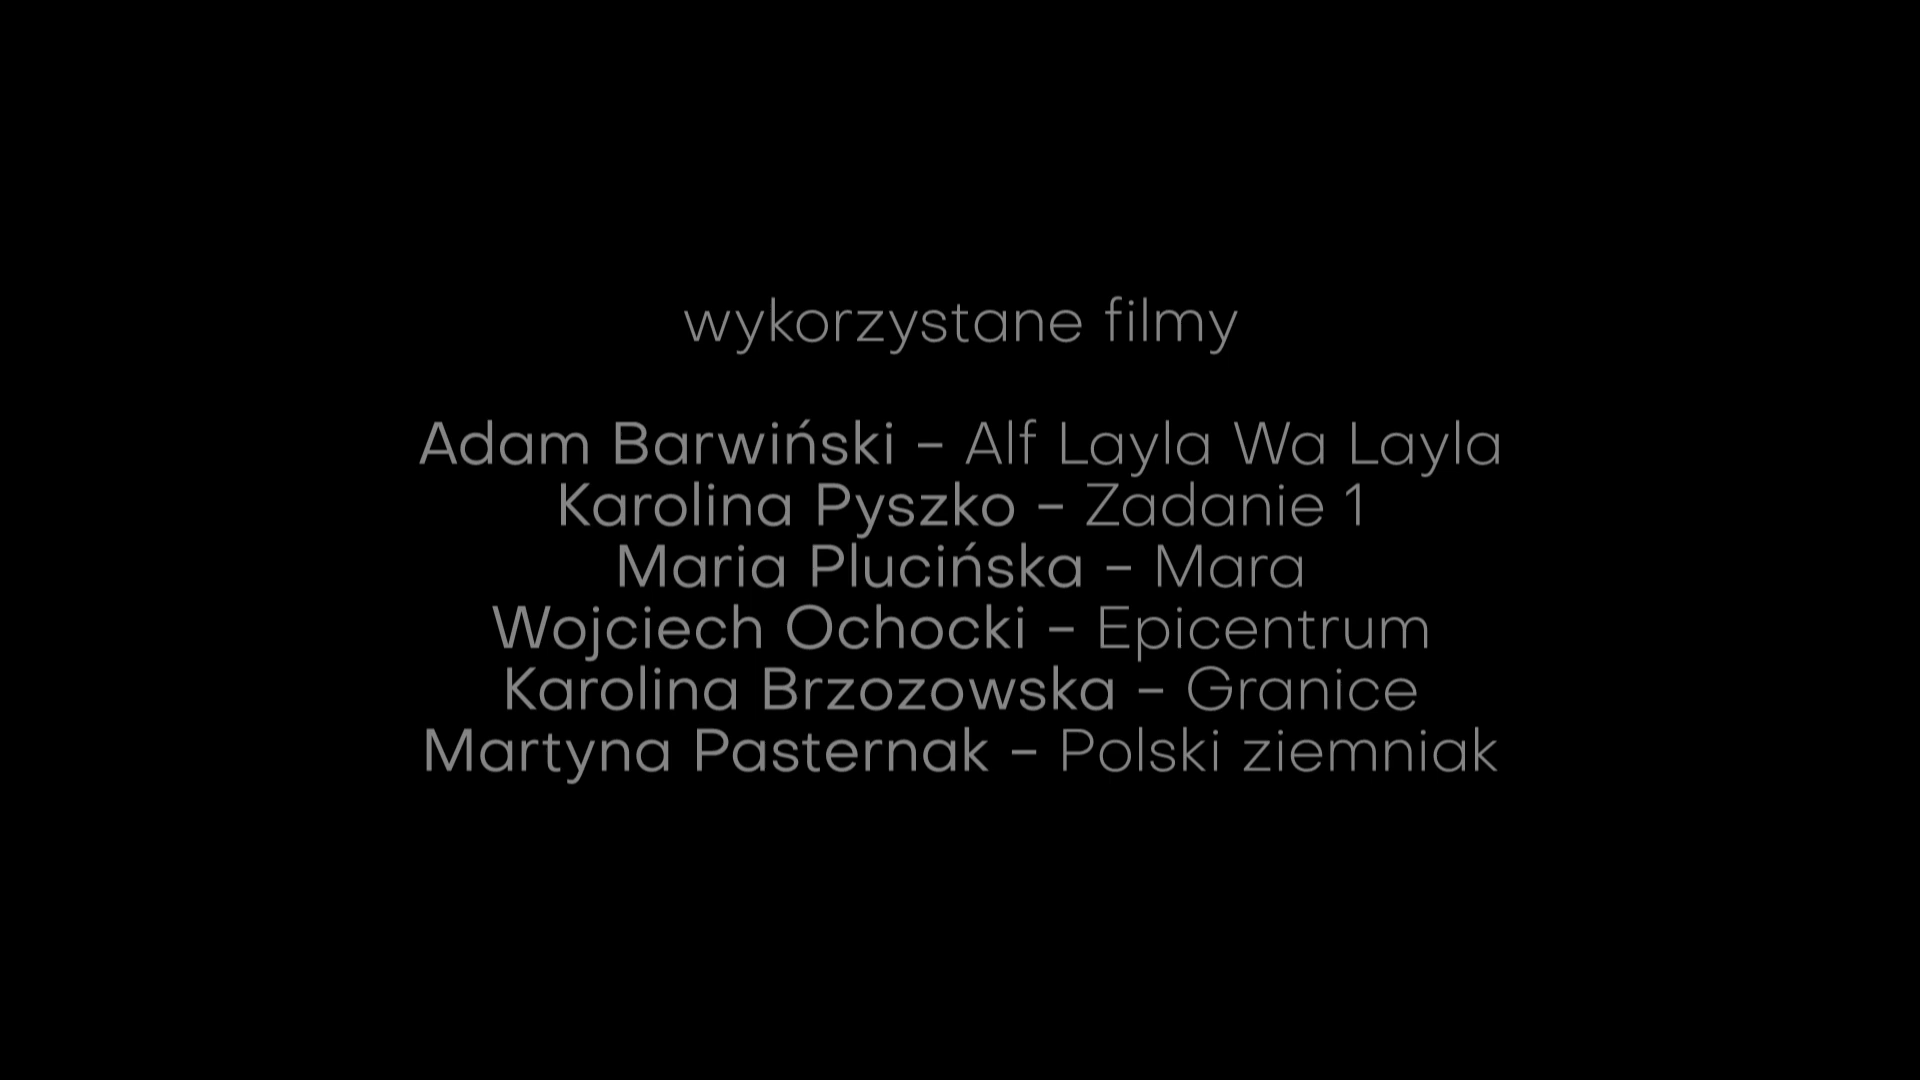 wykorzystane filmy
Adam Barwiński – Alf Layla Wa Layla
Karolina Pyszko – Zadanie 1
Maria Plucińska – Mara
Wojciech Ochocki – Epicentrum
Karolina Brzozowska – Granice
Martyna Pasternak – Polski ziemniak